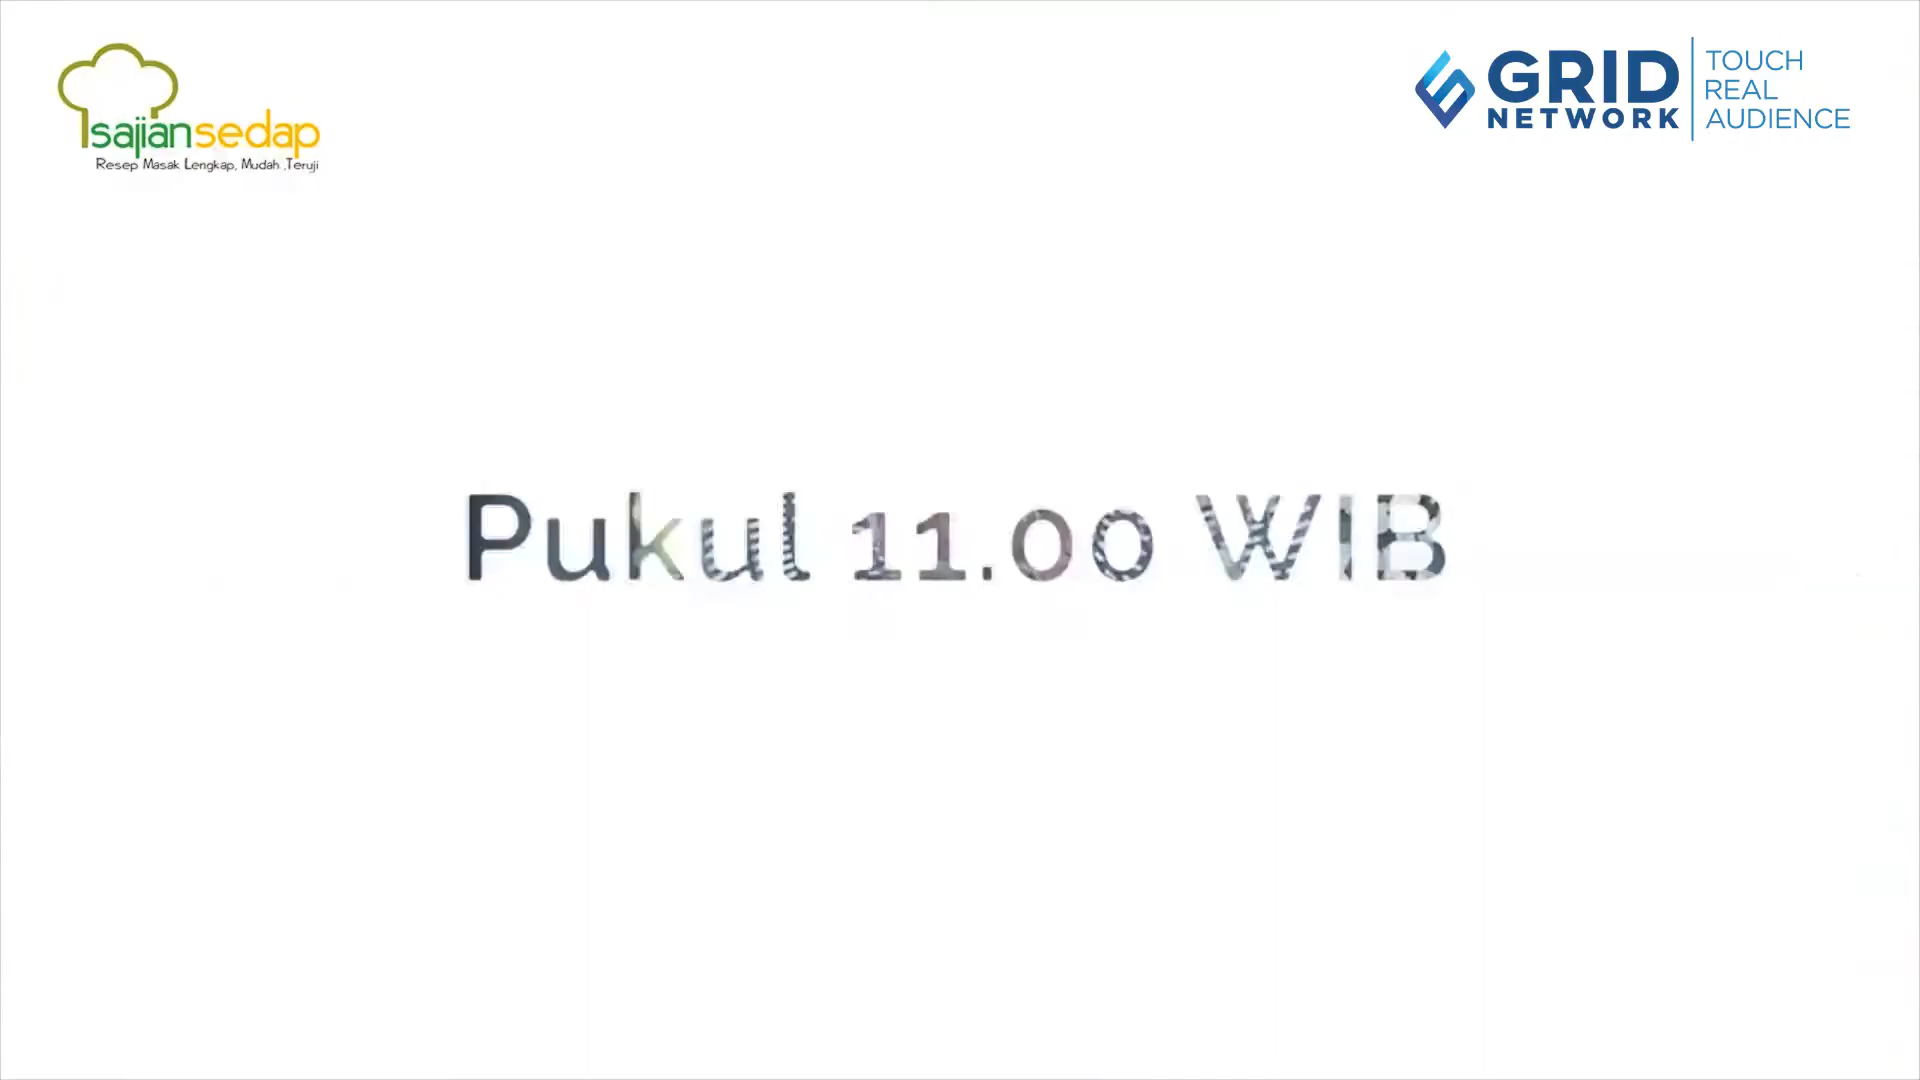 sajiansedap
Resep Masak Lengkap, Mudah ,Teruji
GRID
NETWORK
TOUCH
REAL
AUDIENCE
Pukul 11.00 WIB